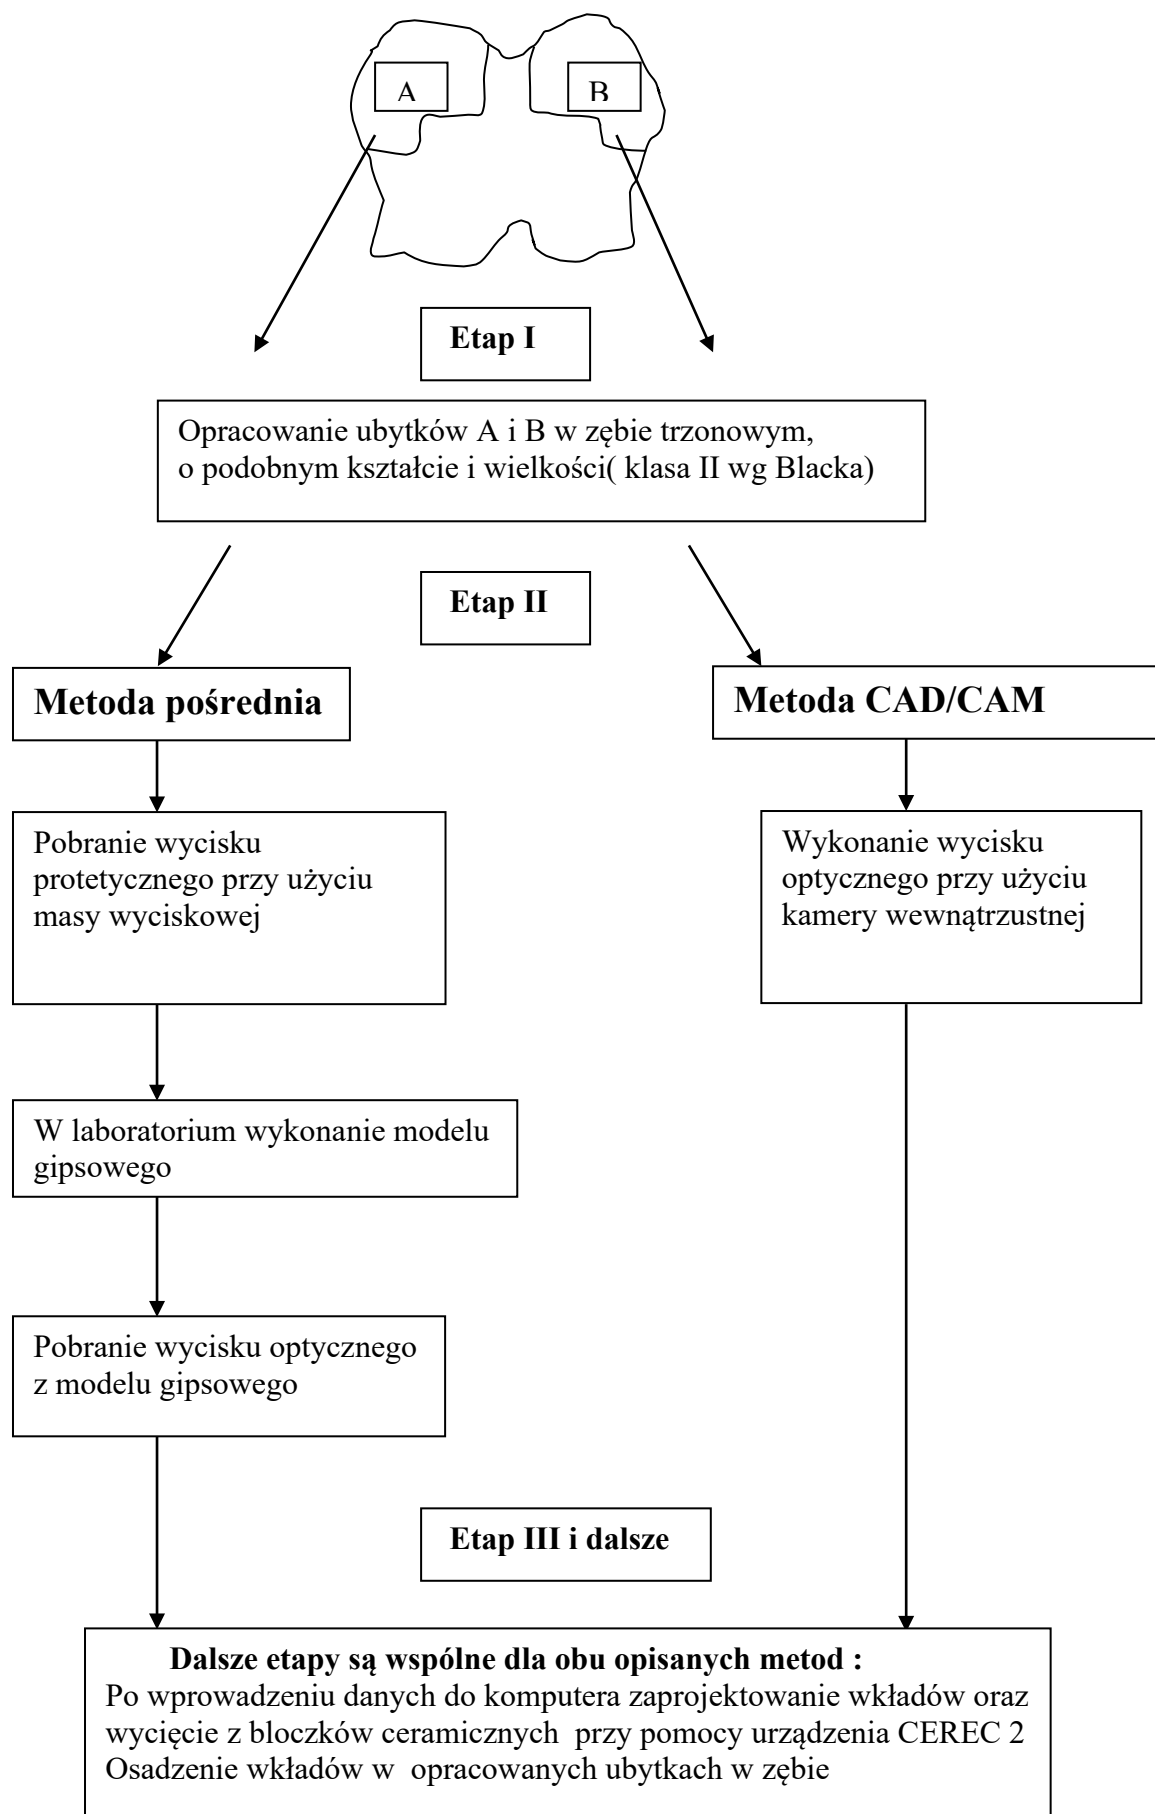 A
B
Etap I
Opracowanie ubytków A i B w zębie trzonowym,
o podobnym kształcie i wielkości( klasa II wg Blacka)
Etap II
Metoda pośrednia
Metoda CAD/CAM
Pobranie wycisku
protetycznego przy użyciu
masy wyciskowej
Wykonanie wycisku
optycznego przy użyciu
kamery wewnątrzustnej
W laboratorium wykonanie modelu
gipsowego
Pobranie wycisku optycznego
z modelu gipsowego
Etap III i dalsze
Dalsze etapy są wspólne dla obu opisanych metod :
Po wprowadzeniu danych do komputera zaprojektowanie wkładów oraz
wycięcie z bloczków ceramicznych przy pomocy urządzenia CEREC 2
Osadzenie wkładów w opracowanych ubytkach w zębie